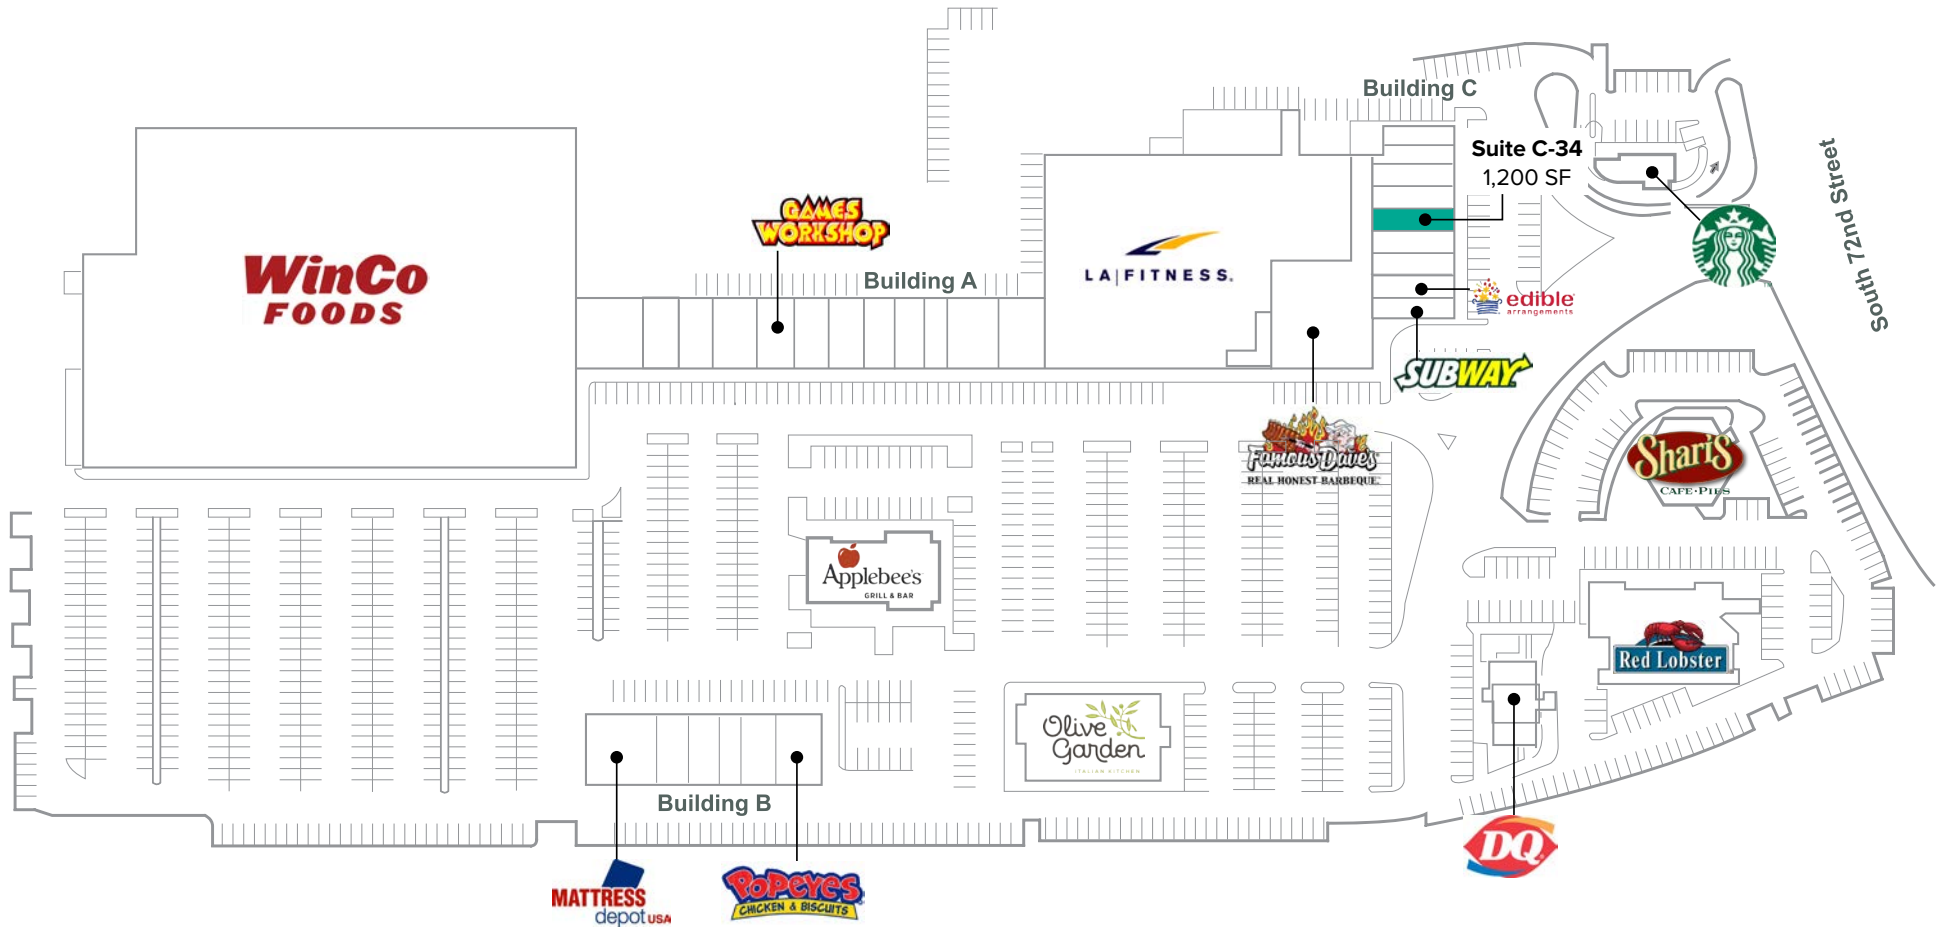 WinCo
FOODS
GAMES
WORKSHOP
Building A
LA|FITNESS.
Building C
Suite C-34
1,200 SF
edible
arrangements
SUBWAY
South 72nd Street
Famous Dave's
REAL HONEST BARBEQUE
Shari's
CAFE•PIES
Applebee's
GRILL & BAR
Red Lobster
Olive
Garden
ITALIAN KITCHEN
Building B
MATTRESS
depot USA
POPEYES
CHICKEN & BISCUITS
DQ